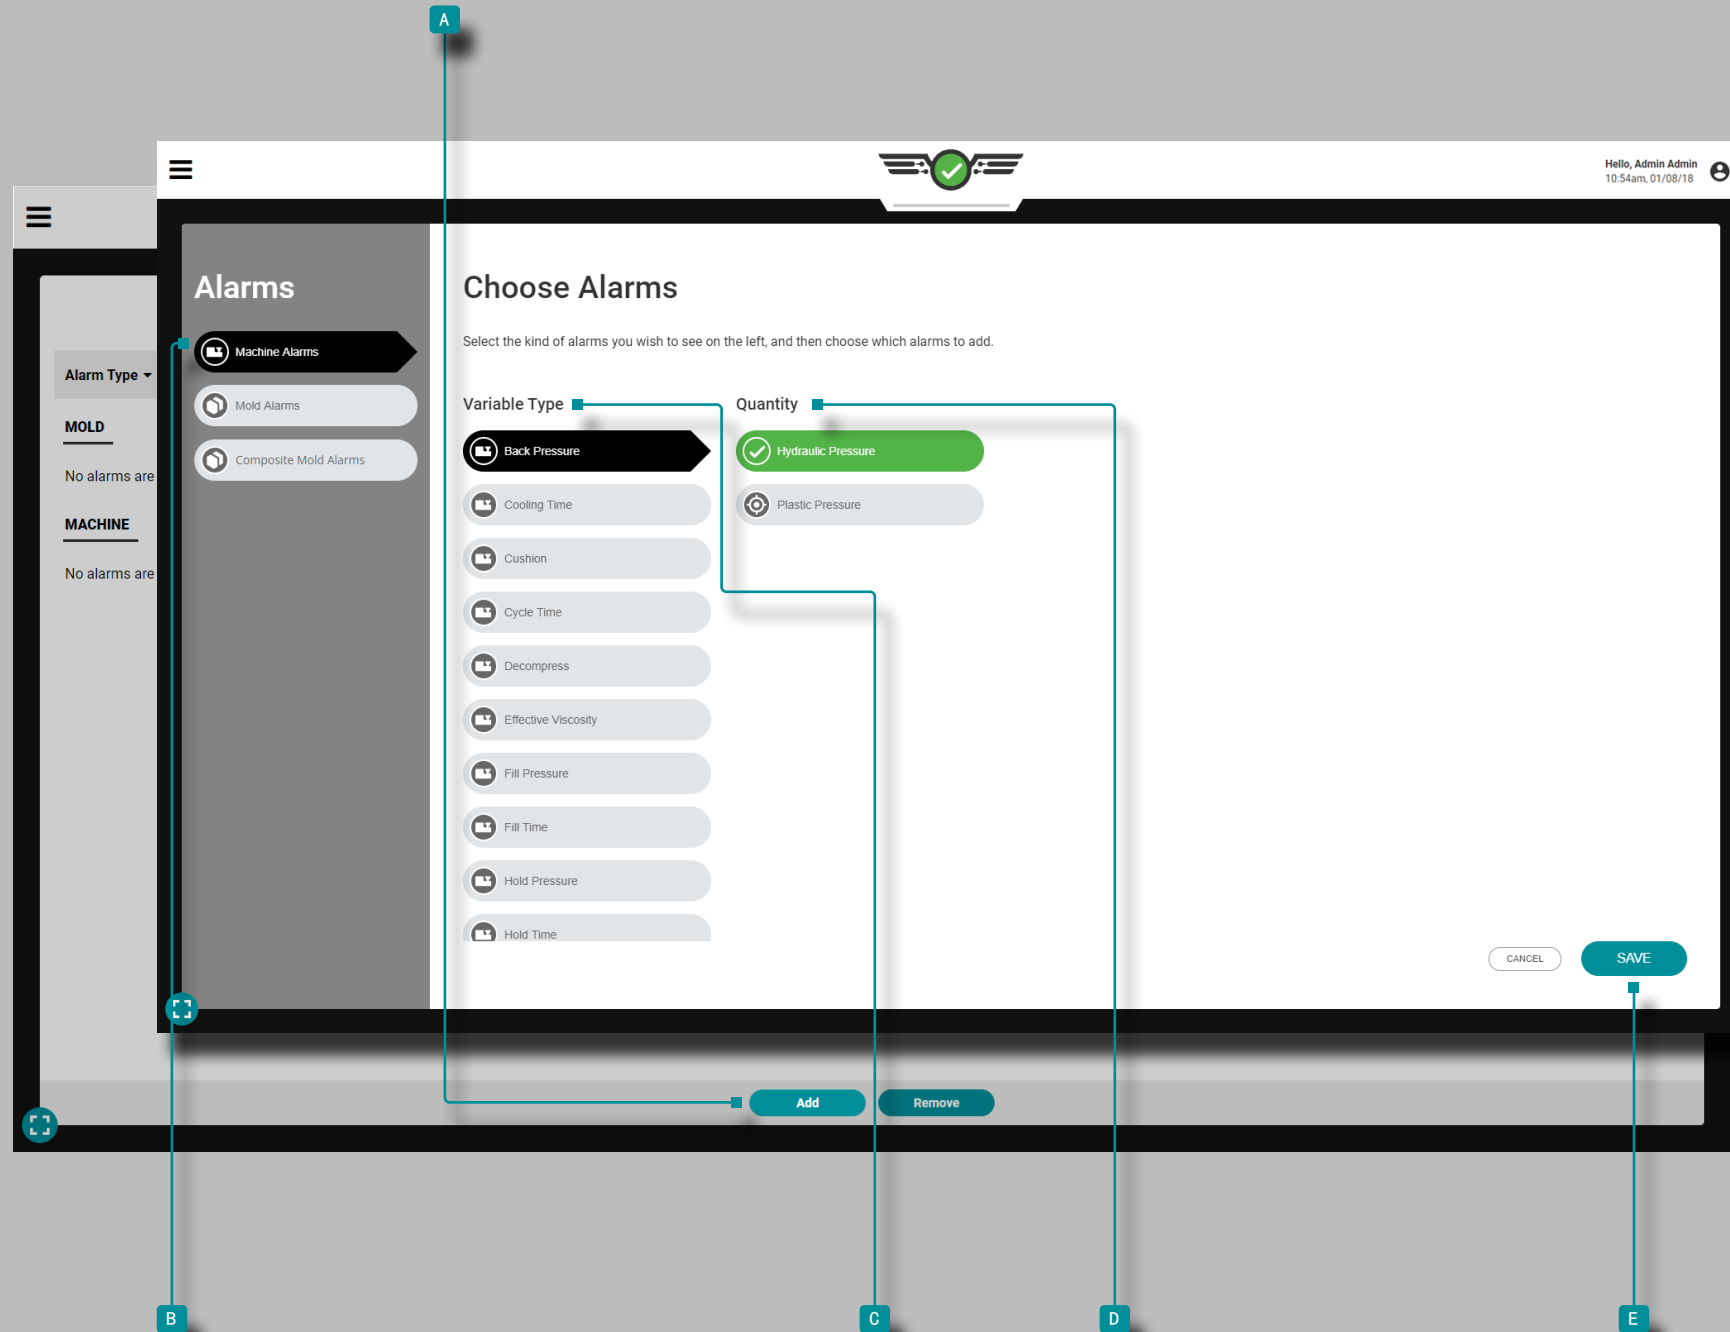 A
Hello, Admin Admin
10:54am, 01/08/18
Alarms
Machine Alarms
Mold Alarms
Composite Mold Alarms
Choose Alarms
Select the kind of alarms you wish to see on the left, and then choose which alarms to add.
Variable Type
Back Pressure
Cooling Time
Cushion
Cycle Time
Decompress
Effective Viscosity
Fill Pressure
Fill Time
Hold Pressure
Hold Time
Quantity
Hydraulic Pressure
Plastic Pressure
CANCEL
SAVE
Alarm Type
MOLD
No alarms are
MACHINE
No alarms are
Add
Remove
B
C
D
E